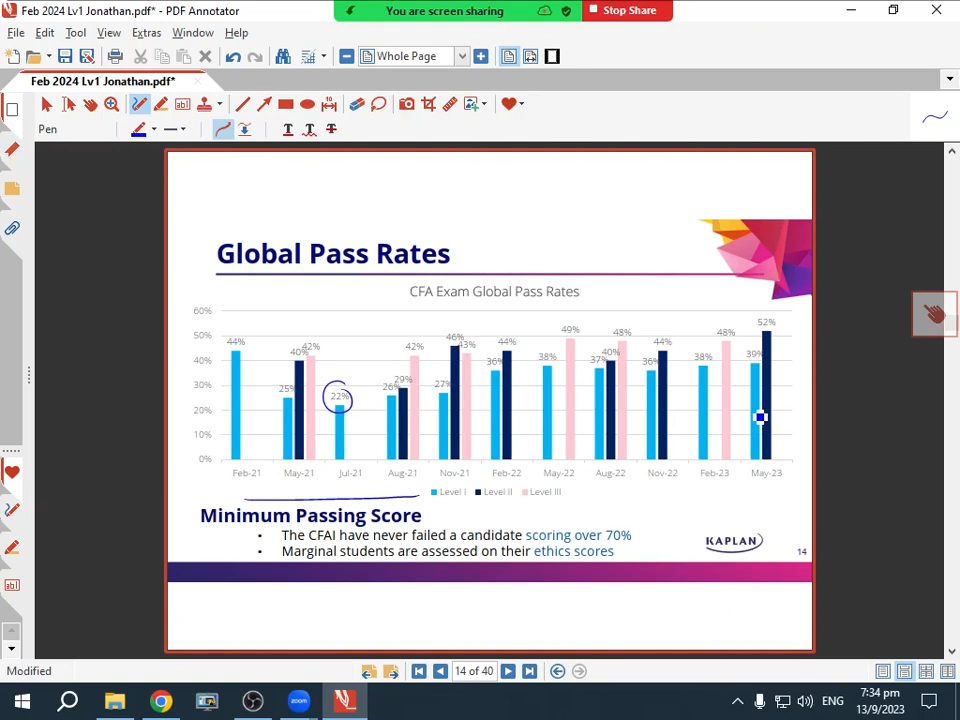 Feb 2024 Lv1 Jonathan.pdf* - PDF Annotator
You are screen sharing
Stop Share
File Edit Tool View Extras Window Help
Whole Page
Feb 2024 Lv1 Jonathan.pdf*
Pen
Global Pass Rates
CFA Exam Global Pass Rates
60%
50%
40%
30%
20%
10%
0%
44% 25% 40% 42% 22% 26% 29% 42% 27% 46% 43% 36% 44% 38% 49% 37% 40% 48% 36% 44% 38% 48% 39% 52%
Feb-21 May-21 Jul-21 Aug-21 Nov-21 Feb-22 May-22 Aug-22 Nov-22 Feb-23 May-23
Level I Level II Level III
Minimum Passing Score
• The CFAI have never failed a candidate scoring over 70%
• Marginal students are assessed on their ethics scores
KAPLAN
14
Modified
14 of 40
zoom
ENG
7:34 pm
13/9/2023